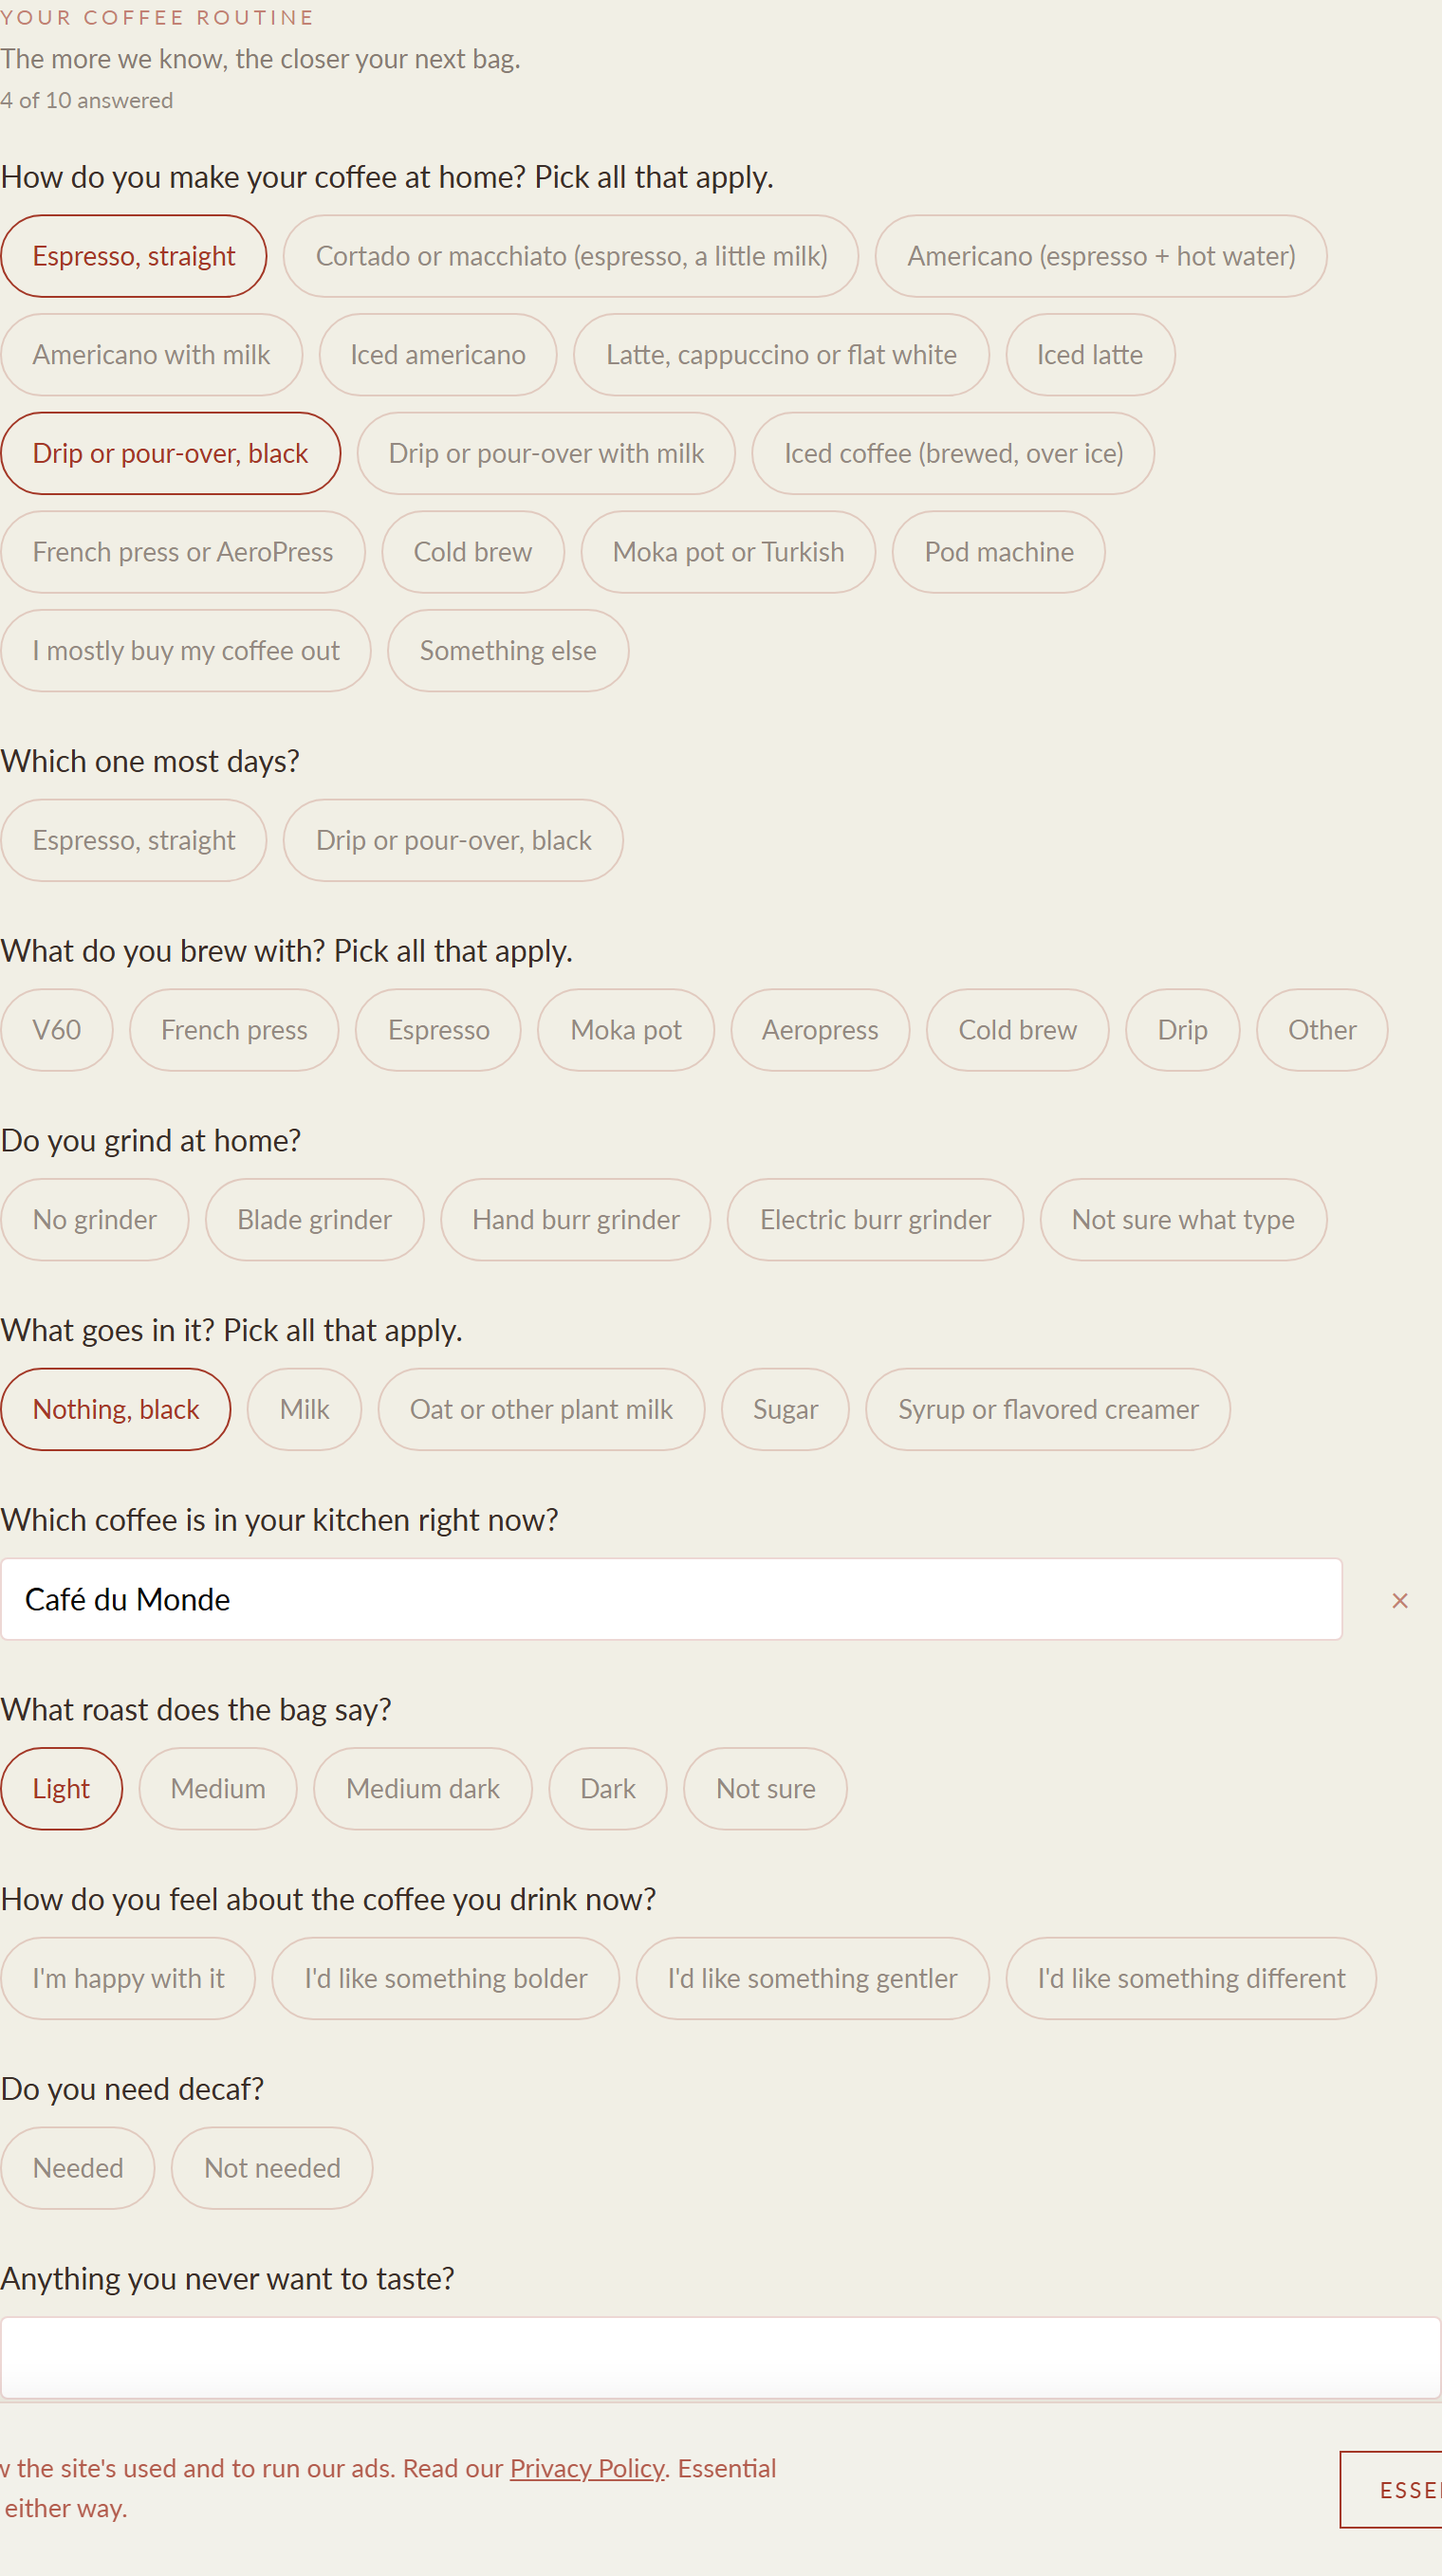 YOUR COFFEE ROUTINE
The more we know, the closer your next bag.
4 of 10 answered
How do you make your coffee at home? Pick all that apply.
Espresso, straight Cortado or macchiato (espresso, a little milk) Americano (espresso + hot water)
Americano with milk Iced americano Latte, cappuccino or flat white Iced latte
Drip or pour-over, black Drip or pour-over with milk Iced coffee (brewed, over ice)
French press or AeroPress Cold brew Moka pot or Turkish Pod machine
I mostly buy my coffee out Something else
Which one most days?
Espresso, straight Drip or pour-over, black
What do you brew with? Pick all that apply.
V60 French press Espresso Moka pot Aeropress Cold brew Drip Other
Do you grind at home?
No grinder Blade grinder Hand burr grinder Electric burr grinder Not sure what type
What goes in it? Pick all that apply.
Nothing, black Milk Oat or other plant milk Sugar Syrup or flavored creamer
Which coffee is in your kitchen right now?
Café du Monde ×
What roast does the bag say?
Light Medium Medium dark Dark Not sure
How do you feel about the coffee you drink now?
I'm happy with it I'd like something bolder I'd like something gentler I'd like something different
Do you need decaf?
Needed Not needed
Anything you never want to taste?
the site's used and to run our ads. Read our Privacy Policy. Essential
either way.